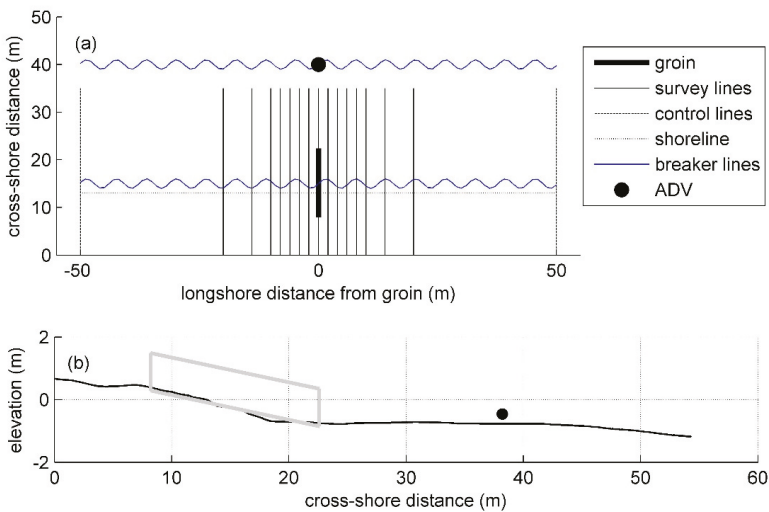 50
(a)
40
30
20
10
0
cross-shore distance (m)
-50
0
50
longshore distance from groin (m)
groin
survey lines
control lines
shoreline
breaker lines
ADV
2
(b)
0
-2
elevation (m)
0
10
20
30
40
50
60
cross-shore distance (m)